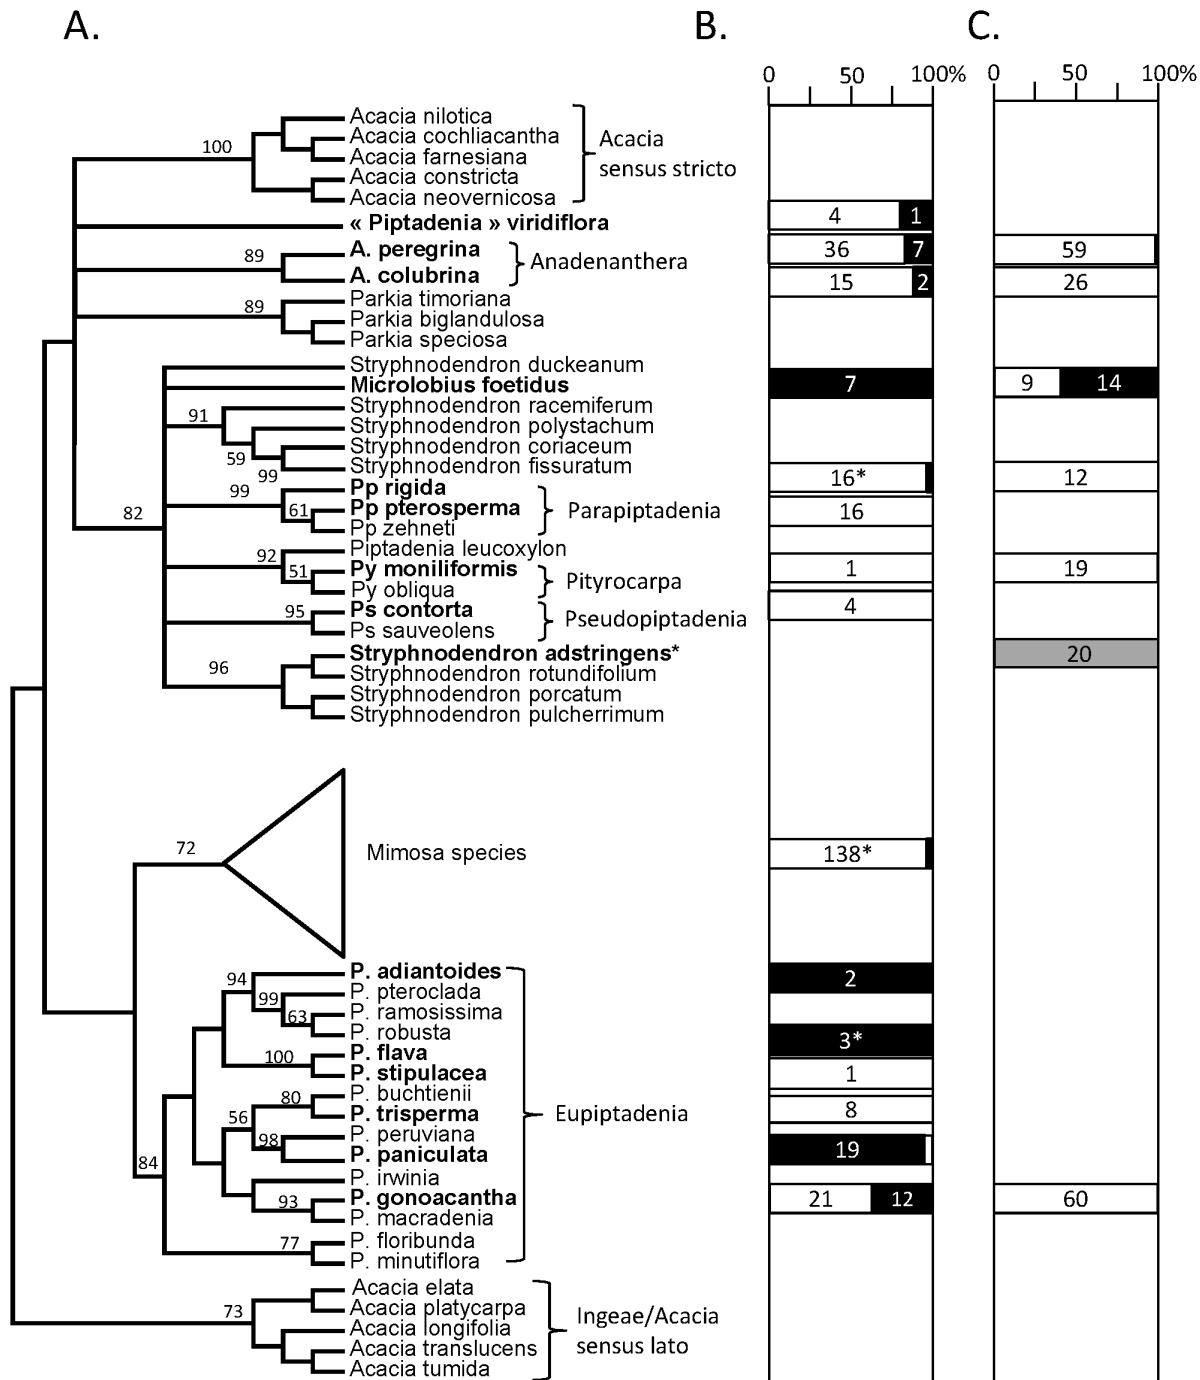 A.
B.
C.
0 50 100%
0 50 100%
Acacia nilotica
Acacia cochliacantha
Acacia farnesiana
Acacia constricta
Acacia neovernicosa
100
Acacia
sensus stricto
« Piptadenia » viridiflora
4 1
A. peregrina
A. colubrina
89
Anadenanthera
36 7
59
15 2
26
Parkia timoriana
Parkia biglandulosa
Parkia speciosa
89
Stryphnodendron duckeanum
Microlobius foetidus
7
9 14
Stryphnodendron racemiferum
Stryphnodendron polystachum
Stryphnodendron coriaceum
Stryphnodendron fissuratum
91
59
99
16*
12
Pp rigida
Pp pterosperma
Pp zehneti
99
61
82
Parapiptadenia
16
Piptadenia leucoxylon
Py moniliformis
Py obliqua
92
51
Pityrocarpa
1
19
Ps contorta
Ps sauveolens
95
Pseudopiptadenia
4
Stryphnodendron adstringens*
Stryphnodendron rotundifolium
Stryphnodendron porcatum
Stryphnodendron pulcherrimum
96
20
72
Mimosa species
138*
P. adiantoides
P. pteroclada
P. ramosissima
P. robusta
94
99
63
2
P. flava
P. stipulacea
100
3*
1
P. buchtienii
P. trisperma
P. peruviana
P. paniculata
80
56
98
Eupiptadenia
8
19
84
P. irwinia
P. gonoacantha
P. macradenia
93
21 12
60
P. floribunda
P. minutiflora
77
Acacia elata
Acacia platycarpa
Acacia longifolia
Acacia translucens
Acacia tumida
73
Ingeae/Acacia
sensus lato